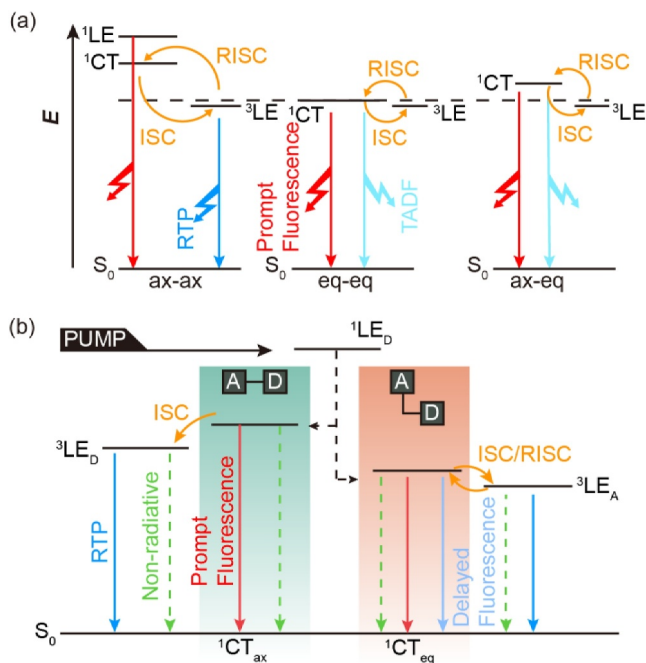 (a)
¹LE
¹CT
RISC
ISC
³LE
E
RTP
S₀
ax-ax
RISC
¹CT
ISC
³LE
Prompt
Fluorescence
TADF
S₀
eq-eq
RISC
¹CT
ISC
³LE
S₀
ax-eq
(b)
PUMP
¹LE_D
A D
A
D
ISC
³LE_D
ISC/RISC
³LE_A
RTP
Non-radiative
Prompt
Fluorescence
Delayed
Fluorescence
S₀
¹CT_ax
¹CT_eq